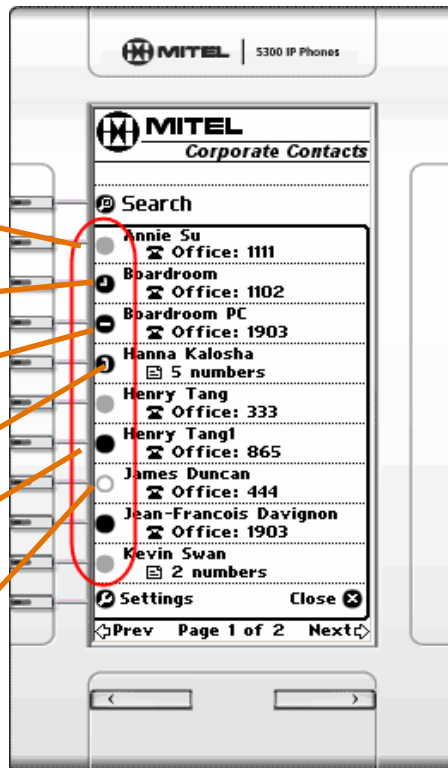 MITEL | 5300 IP Phones
MITEL
Corporate Contacts
Search
Annie Su
Office: 1111
Boardroom
Office: 1102
Boardroom PC
Office: 1903
Hanna Kalosha
5 numbers
Henry Tang
Office: 333
Henry Tang1
Office: 865
James Duncan
Office: 444
Jean-Francois Davignon
Office: 1903
Kevin Swan
2 numbers
Settings Close
Prev Page 1 of 2 Next